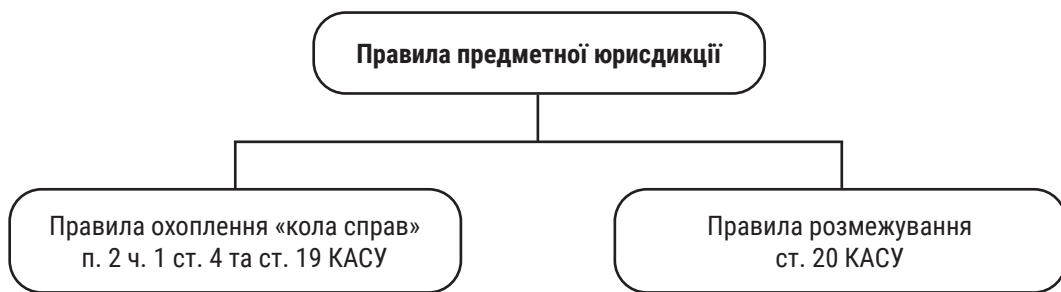 Правила предметної юрисдикції
Правила охоплення «кола справ»
п. 2 ч. 1 ст. 4 та ст. 19 КАСУ
Правила розмежування
ст. 20 КАСУ